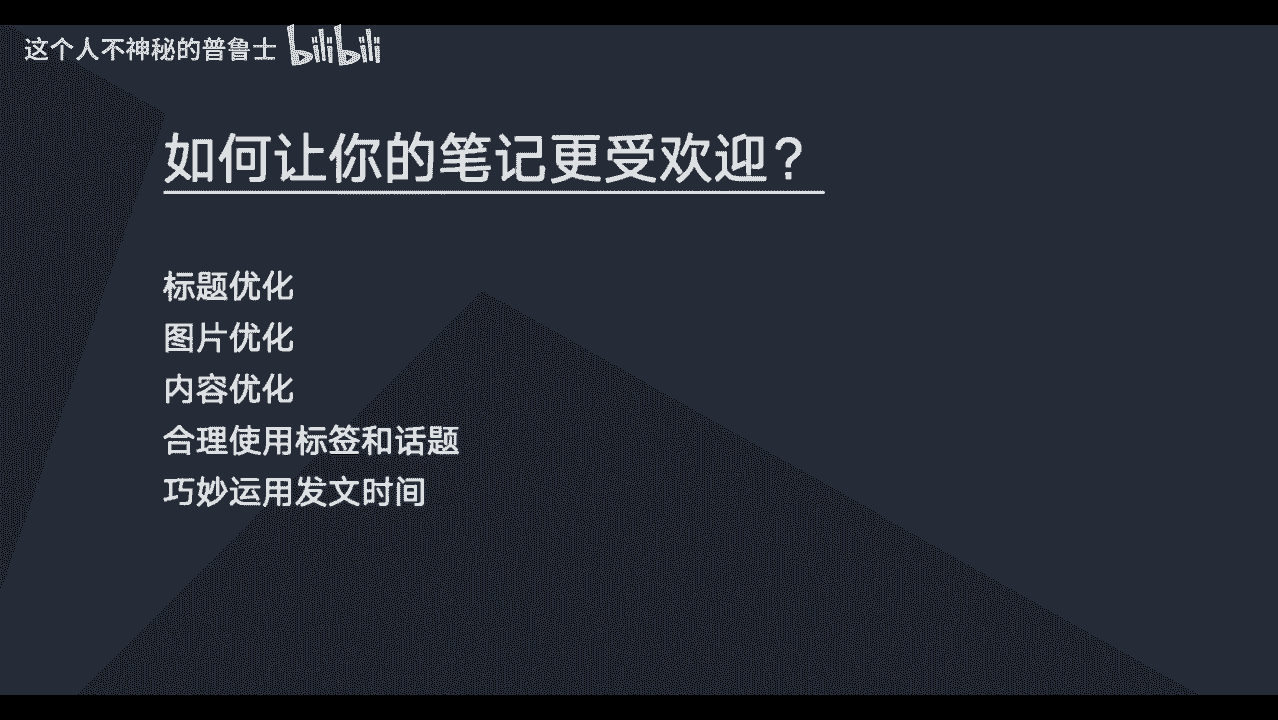 这个人不神秘的普鲁士 bilibili
如何让你的笔记更受欢迎？
标题优化
图片优化
内容优化
合理使用标签和话题
巧妙运用发文时间